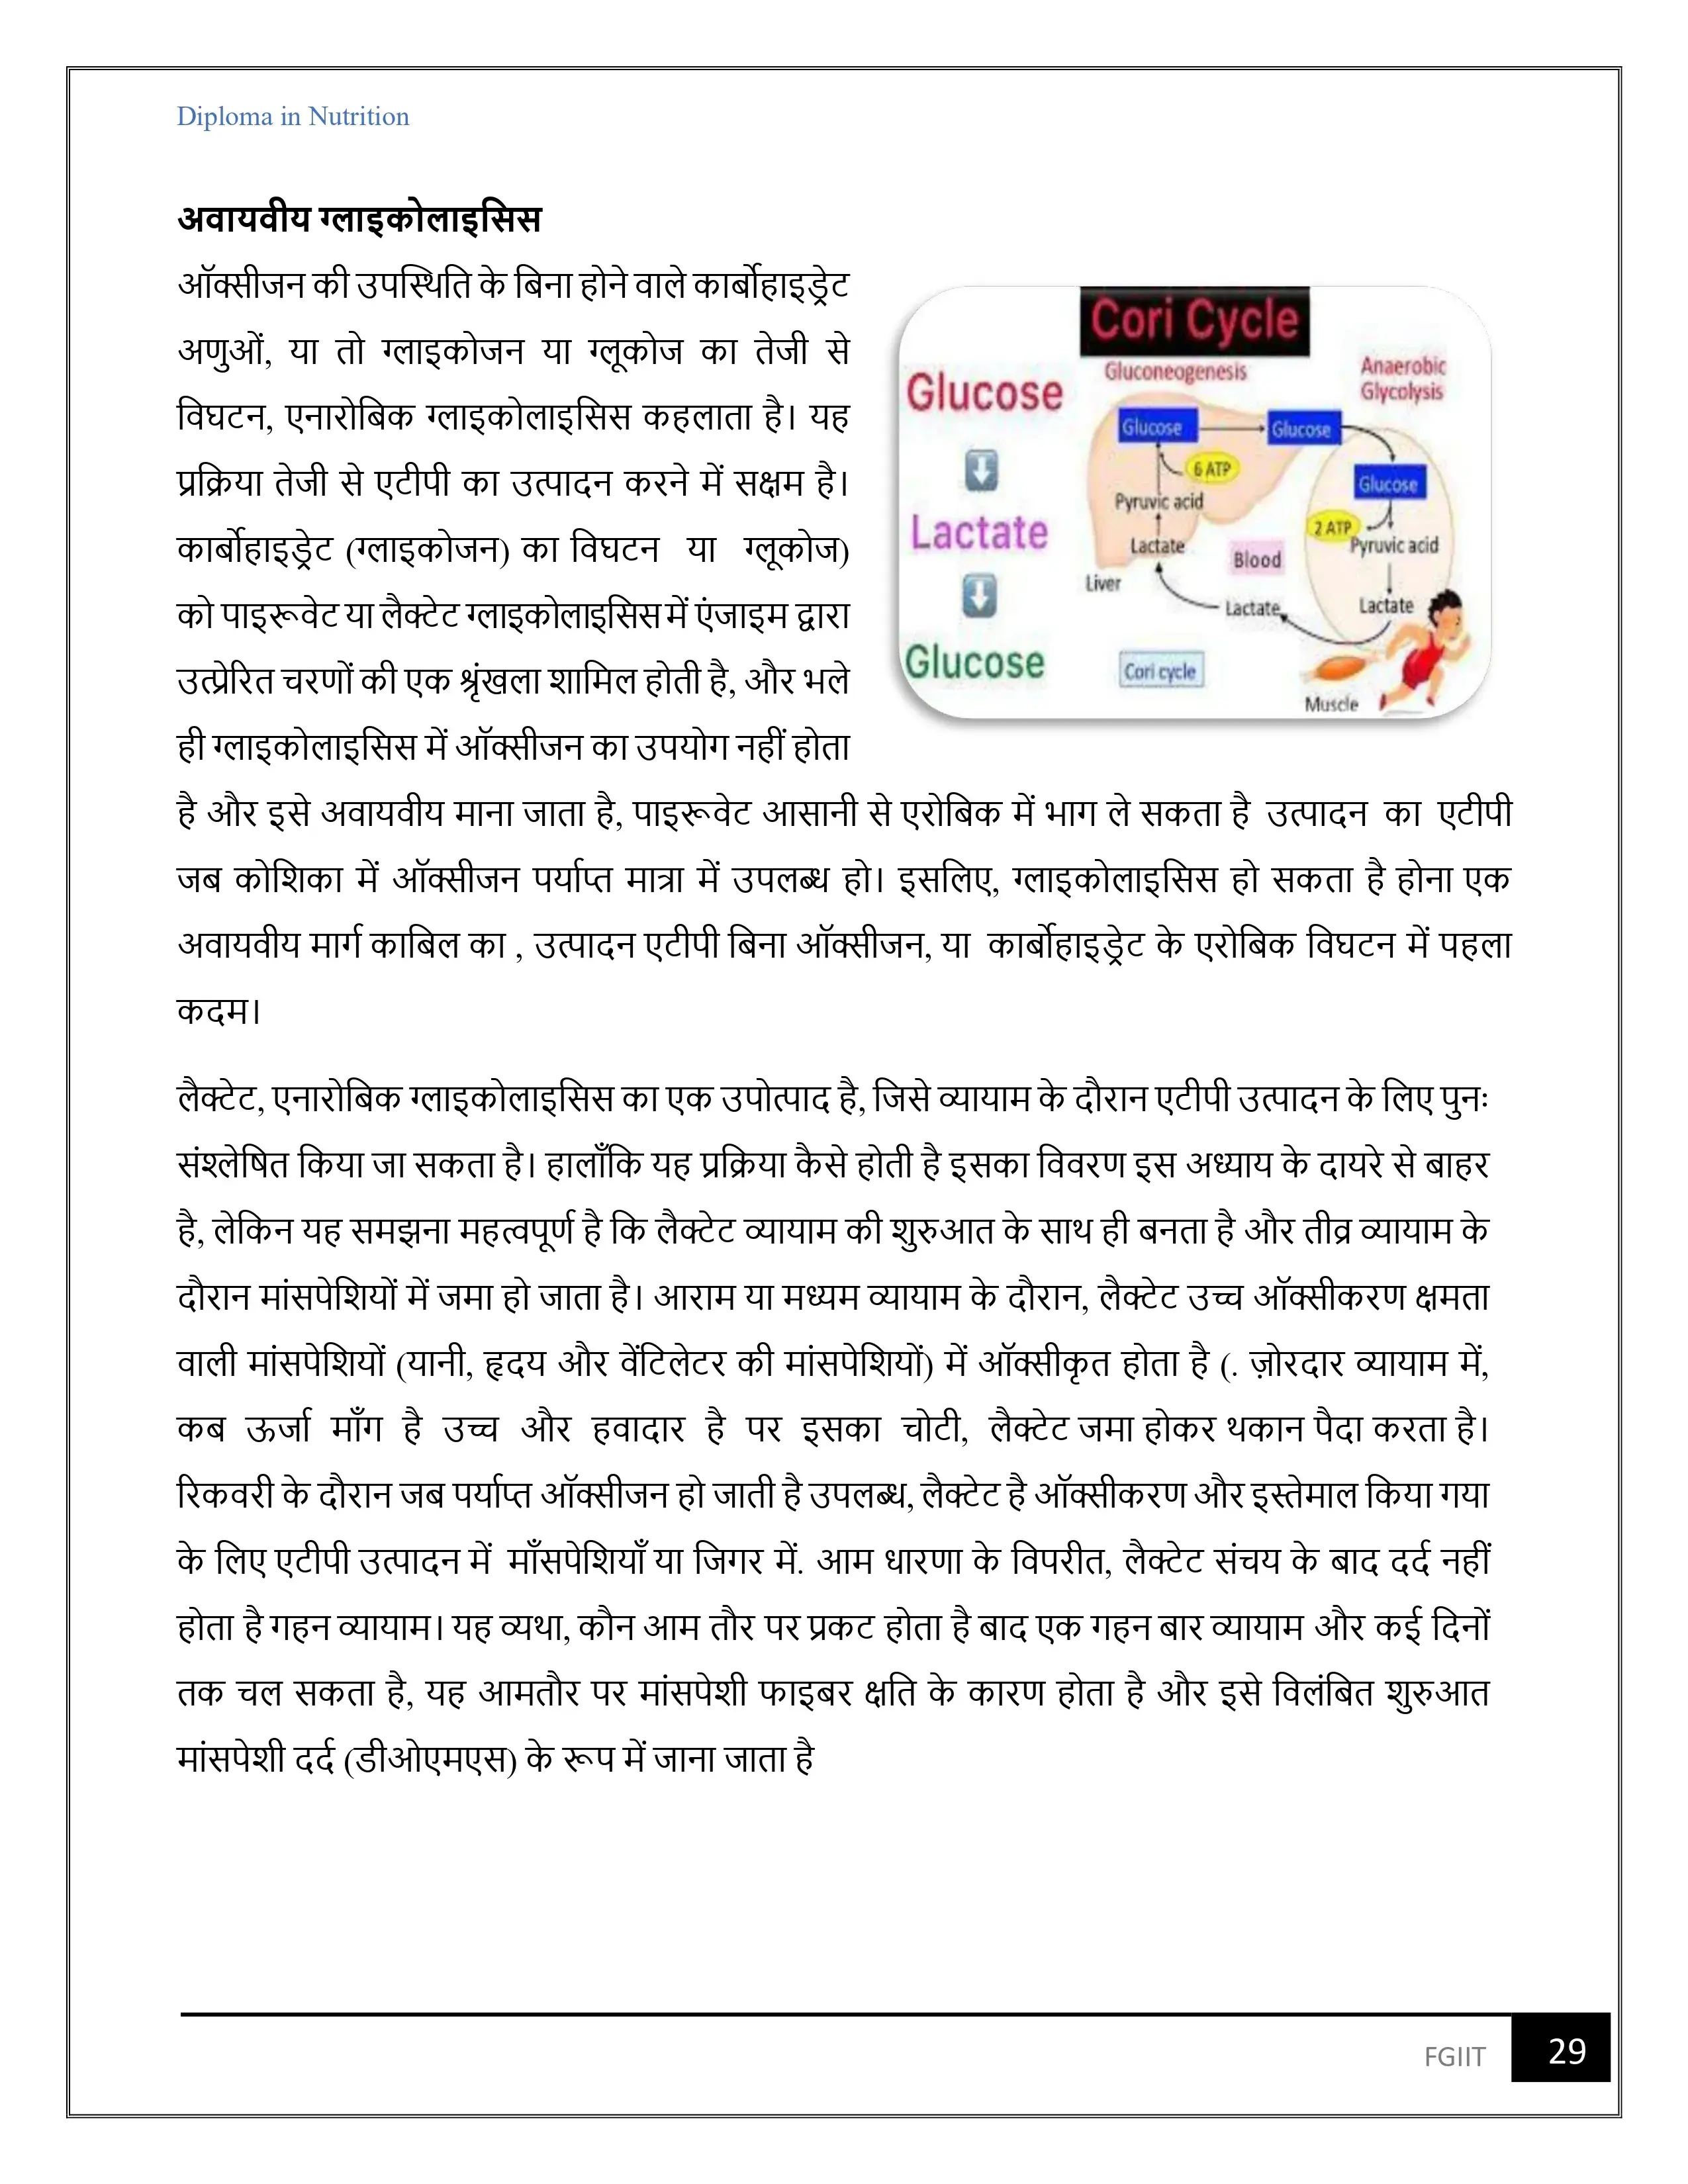 Diploma in Nutrition
अवायवीय ग्लाइकोलाइसिस
ऑक्सीजन की उपस्थिति के बिना होने वाले कार्बोहाइड्रेट
अणुओं, या तो ग्लाइकोजन या ग्लूकोज का तेजी से
विघटन, एनारोबिक ग्लाइकोलाइसिस कहलाता है। यह
प्रक्रिया तेजी से एटीपी का उत्पादन करने में सक्षम है।
कार्बोहाइड्रेट (ग्लाइकोजन) का विघटन या ग्लूकोज)
को पाइरूवेट या लैक्टेट ग्लाइकोलाइसिस में एंजाइम द्वारा
उत्प्रेरित चरणों की एक श्रृंखला शामिल होती है, और भले
ही ग्लाइकोलाइसिस में ऑक्सीजन का उपयोग नहीं होता
है और इसे अवायवीय माना जाता है, पाइरूवेट आसानी से एरोबिक में भाग ले सकता है उत्पादन का एटीपी
जब कोशिका में ऑक्सीजन पर्याप्त मात्रा में उपलब्ध हो। इसलिए, ग्लाइकोलाइसिस हो सकता है होना एक
अवायवीय मार्ग काबिल का , उत्पादन एटीपी बिना ऑक्सीजन, या कार्बोहाइड्रेट के एरोबिक विघटन में पहला
कदम।
Cori Cycle
Glucose
Lactate
Glucose
Gluconeogenesis
Anaerobic
Glycolysis
Glucose
Glucose
Glucose
6 ATP
Pyruvic acid
Lactate
Liver
Blood
Lactate
2 ATP
Pyruvic acid
Lactate
Cori cycle
Muscle
लैक्टेट, एनारोबिक ग्लाइकोलाइसिस का एक उपोत्पाद है, जिसे व्यायाम के दौरान एटीपी उत्पादन के लिए पुनः
संश्लेषित किया जा सकता है। हालाँकि यह प्रक्रिया कैसे होती है इसका विवरण इस अध्याय के दायरे से बाहर
है, लेकिन यह समझना महत्वपूर्ण है कि लैक्टेट व्यायाम की शुरुआत के साथ ही बनता है और तीव्र व्यायाम के
दौरान मांसपेशियों में जमा हो जाता है। आराम या मध्यम व्यायाम के दौरान, लैक्टेट उच्च ऑक्सीकरण क्षमता
वाली मांसपेशियों (यानी, हृदय और वेंटिलेटर की मांसपेशियों) में ऑक्सीकृत होता है (. ज़ोरदार व्यायाम में,
कब ऊर्जा माँग है उच्च और हवादार है पर इसका चोटी, लैक्टेट जमा होकर थकान पैदा करता है।
रिकवरी के दौरान जब पर्याप्त ऑक्सीजन हो जाती है उपलब्ध, लैक्टेट है ऑक्सीकरण और इस्तेमाल किया गया
के लिए एटीपी उत्पादन में माँसपेशियाँ या जिगर में. आम धारणा के विपरीत, लैक्टेट संचय के बाद दर्द नहीं
होता है गहन व्यायाम। यह व्यथा, कौन आम तौर पर प्रकट होता है बाद एक गहन बार व्यायाम और कई दिनों
तक चल सकता है, यह आमतौर पर मांसपेशी फाइबर क्षति के कारण होता है और इसे विलंबित शुरुआत
मांसपेशी दर्द (डीओएमएस) के रूप में जाना जाता है
FGIIT 29